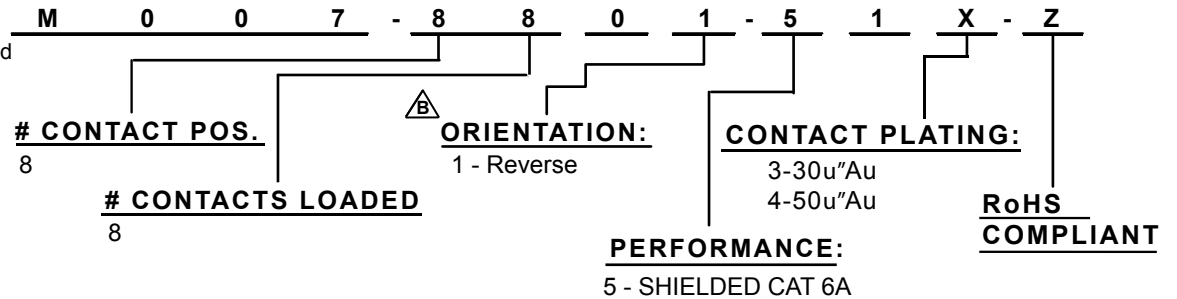 M 0 0 7 - 8 8 0 1 - 5 1 X - Z
d
B
# CONTACT POS.
8
ORIENTATION:
1 - Reverse
CONTACT PLATING:
3-30u"Au
4-50u"Au
# CONTACTS LOADED
8
RoHS
COMPLIANT
PERFORMANCE:
5 - SHIELDED CAT 6A